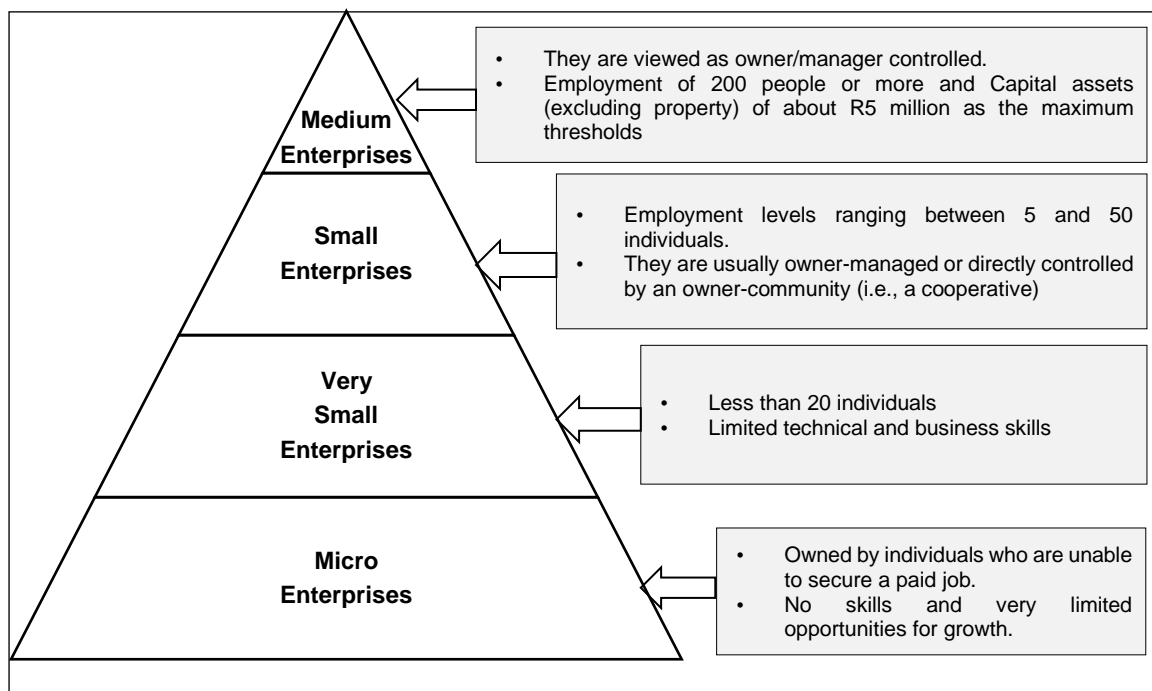 Medium
Enterprises
• They are viewed as owner/manager controlled.
• Employment of 200 people or more and Capital assets
(excluding property) of about R5 million as the maximum
thresholds
Small
Enterprises
• Employment levels ranging between 5 and 50
individuals.
• They are usually owner-managed or directly controlled
by an owner-community (i.e., a cooperative)
Very
Small
Enterprises
• Less than 20 individuals
• Limited technical and business skills
Micro
Enterprises
• Owned by individuals who are unable
to secure a paid job.
• No skills and very limited
opportunities for growth.